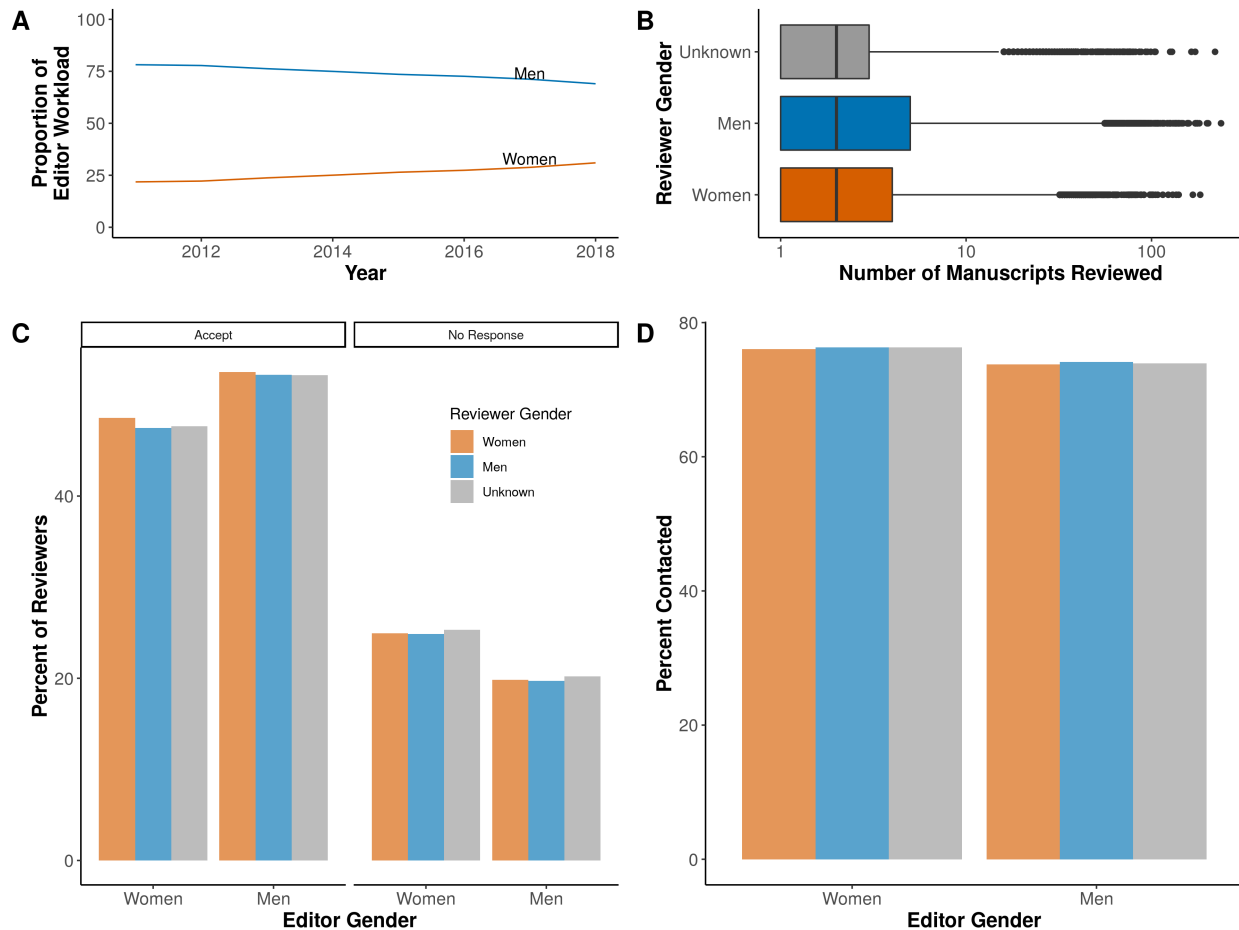 A
Proportion of
Editor Workload
100
75
50
25
0
Men
Women
2012 2014 2016 2018
Year
B
Reviewer Gender
Unknown
Men
Women
1 10 100
Number of Manuscripts Reviewed
C
Accept No Response
Percent of Reviewers
40
20
0
Reviewer Gender
Women
Men
Unknown
Women Men Women Men
Editor Gender
D
Percent Contacted
80
60
40
20
0
Women Men
Editor Gender